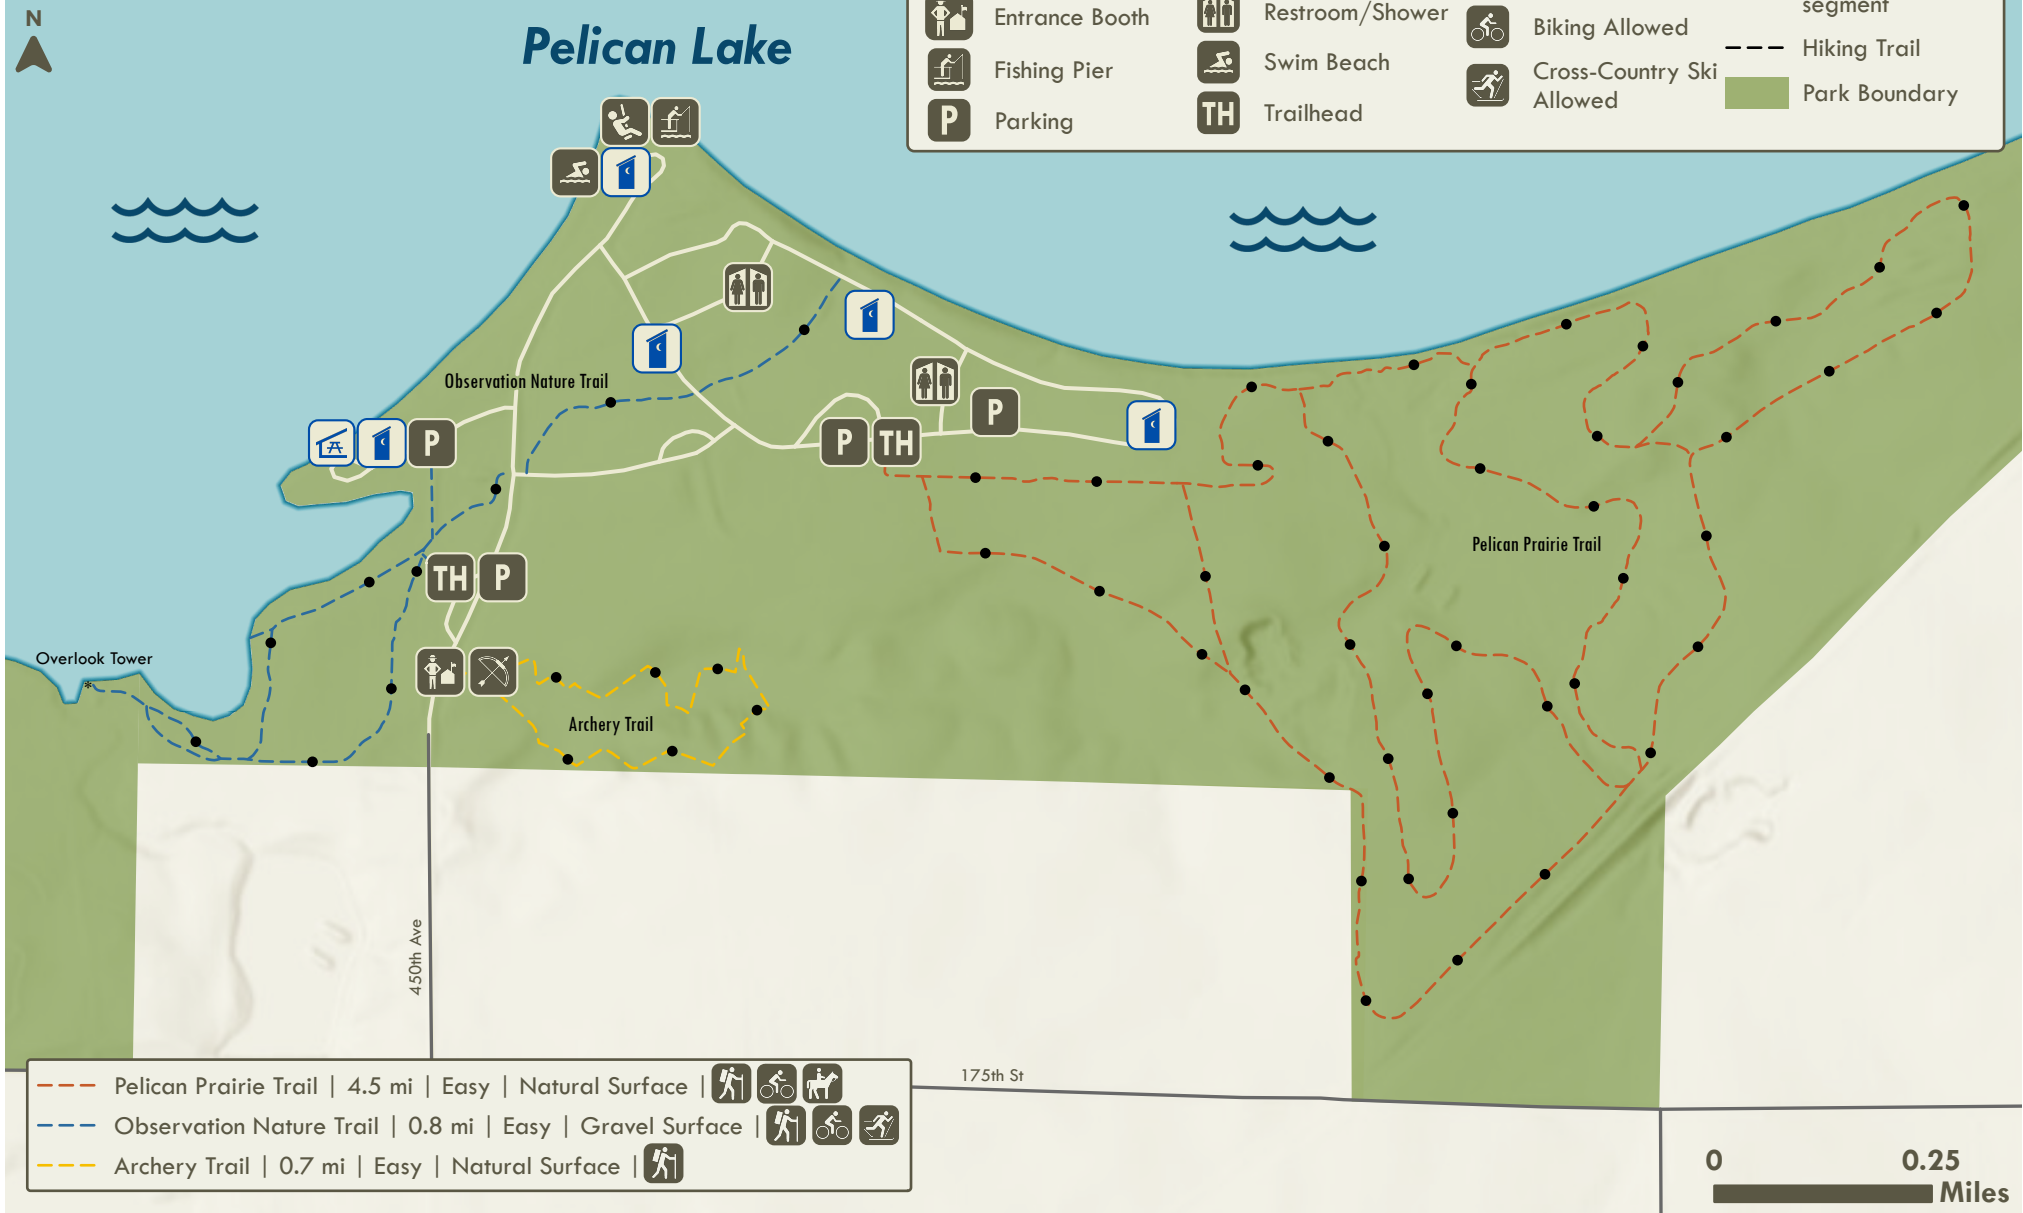 N
Pelican Lake
Entrance Booth
Fishing Pier
P
Parking
Restroom/Shower
Swim Beach
TH
Trailhead
Biking Allowed
Cross-Country Ski
Allowed
segment
Hiking Trail
Park Boundary
Observation Nature Trail
P
P
TH
P
TH
P
Pelican Prairie Trail
Overlook Tower
*
Archery Trail
450th Ave
175th St
Pelican Prairie Trail | 4.5 mi | Easy | Natural Surface |
Observation Nature Trail | 0.8 mi | Easy | Gravel Surface |
Archery Trail | 0.7 mi | Easy | Natural Surface |
0 0.25
Miles